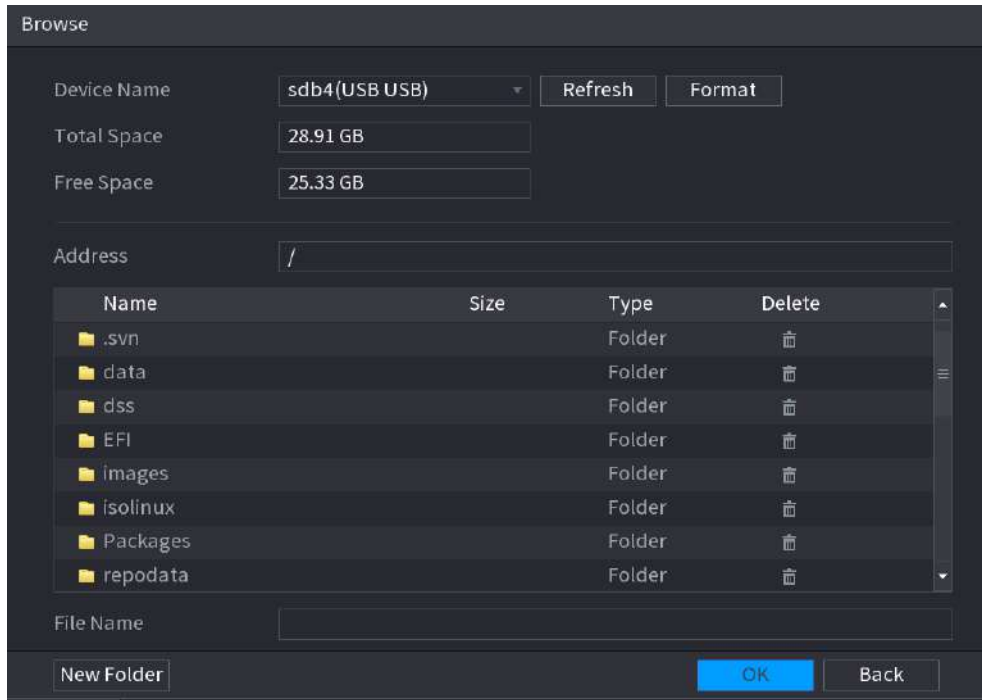 Browse
Device Name sdb4(USB USB) Refresh Format
Total Space 28.91 GB
Free Space 25.33 GB
Address /
Name Size Type Delete
.svn Folder
data Folder
dss Folder
EFI Folder
images Folder
isolinux Folder
Packages Folder
repodata Folder
File Name
New Folder OK Back